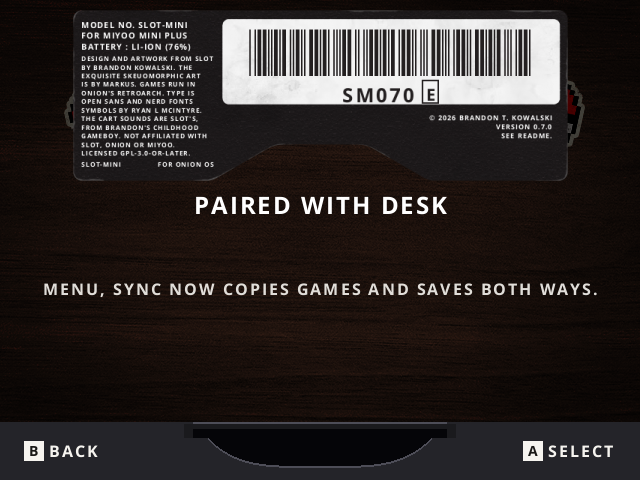 MODEL NO. SLOT-MINI
FOR MIYOO MINI PLUS
BATTERY : LI-ION (76%)
DESIGN AND ARTWORK FROM SLOT
BY BRANDON KOWALSKI. THE
EXQUISITE SKEUOMORPHIC ART
IS BY MARKUS. GAMES RUN IN
ONION'S RETROARCH. TYPE IS
OPEN SANS AND NERD FONTS
SYMBOLS BY RYAN L MCINTYRE.
THE CART SOUNDS ARE SLOT'S,
FROM BRANDON'S CHILDHOOD
GAMEBOY. NOT AFFILIATED WITH
SLOT, ONION OR MIYOO.
LICENSED GPL-3.0-OR-LATER.
SLOT-MINI FOR ONION OS
SM070 E
© 2026 BRANDON T. KOWALSKI
VERSION 0.7.0
SEE README.
PAIRED WITH DESK
MENU, SYNC NOW COPIES GAMES AND SAVES BOTH WAYS.
B BACK
A SELECT